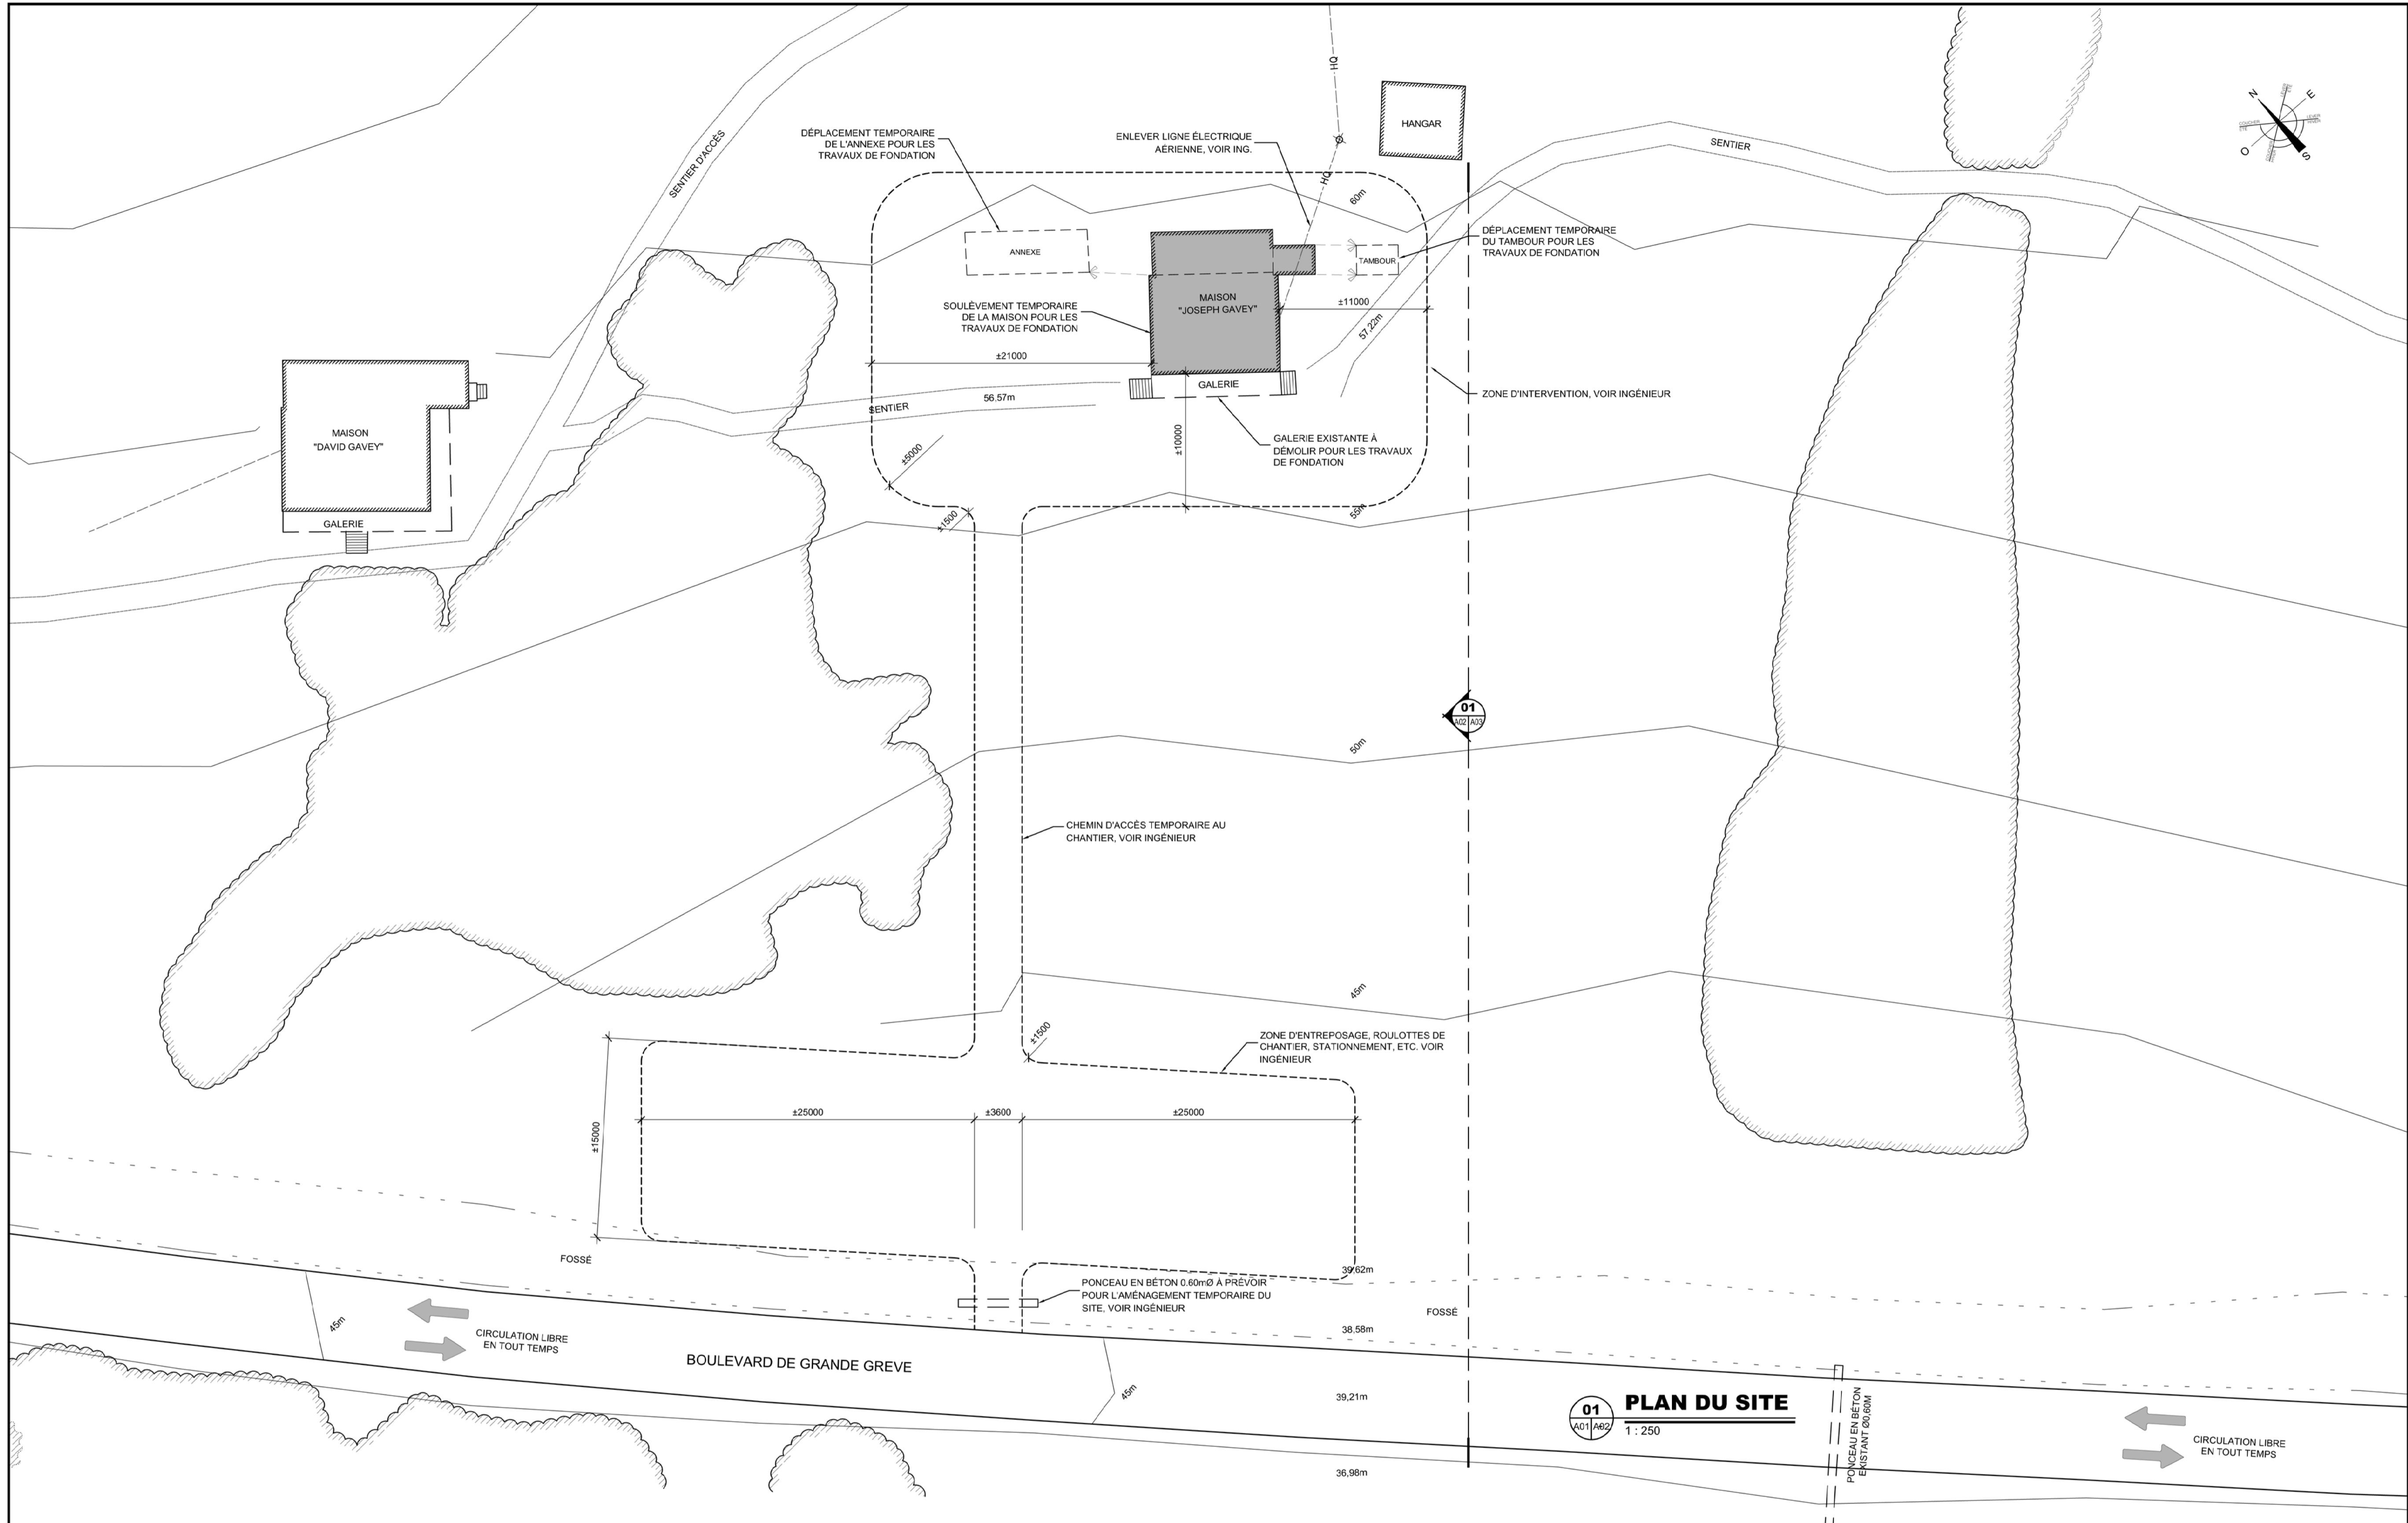 HQ
HANGAR
N
E
O
S
DÉPLACEMENT TEMPORAIRE
DE L'ANNEXE POUR LES
TRAVAUX DE FONDATION
ENLEVER LIGNE ÉLECTRIQUE
AÉRIENNE, VOIR ING.
SENTIER D'ACCÈS
SENTIER
HQ
60m
DÉPLACEMENT TEMPORAIRE
DU TAMBOUR POUR LES
TRAVAUX DE FONDATION
ANNEXE
TAMBOUR
MAISON
"JOSEPH GAVEY"
SOULÈVEMENT TEMPORAIRE
DE LA MAISON POUR LES
TRAVAUX DE FONDATION
±11000
57,22m
±21000
GALERIE
56.57m
SENTIER
ZONE D'INTERVENTION, VOIR INGÉNIEUR
MAISON
"DAVID GAVEY"
GALERIE
±5000
±10000
GALERIE EXISTANTE À
DÉMOLIR POUR LES TRAVAUX
DE FONDATION
±1500
55m
01
A02 A03
50m
CHEMIN D'ACCÈS TEMPORAIRE AU
CHANTIER, VOIR INGÉNIEUR
45m
±1500
ZONE D'ENTREPOSAGE, ROULOTTES DE
CHANTIER, STATIONNEMENT, ETC. VOIR
INGÉNIEUR
±25000
±3600
±25000
±15000
FOSSÉ
39,62m
PONCEAU EN BÉTON 0.60mØ À PRÉVOIR
POUR L'AMÉNAGEMENT TEMPORAIRE DU
SITE, VOIR INGÉNIEUR
FOSSÉ
38.58m
45m
CIRCULATION LIBRE
EN TOUT TEMPS
BOULEVARD DE GRANDE GREVE
45m
39,21m
01
A01 A02
PLAN DU SITE
1 : 250
PONCEAU EN BÉTON
EXISTANT Ø0,60M
CIRCULATION LIBRE
EN TOUT TEMPS
36,98m